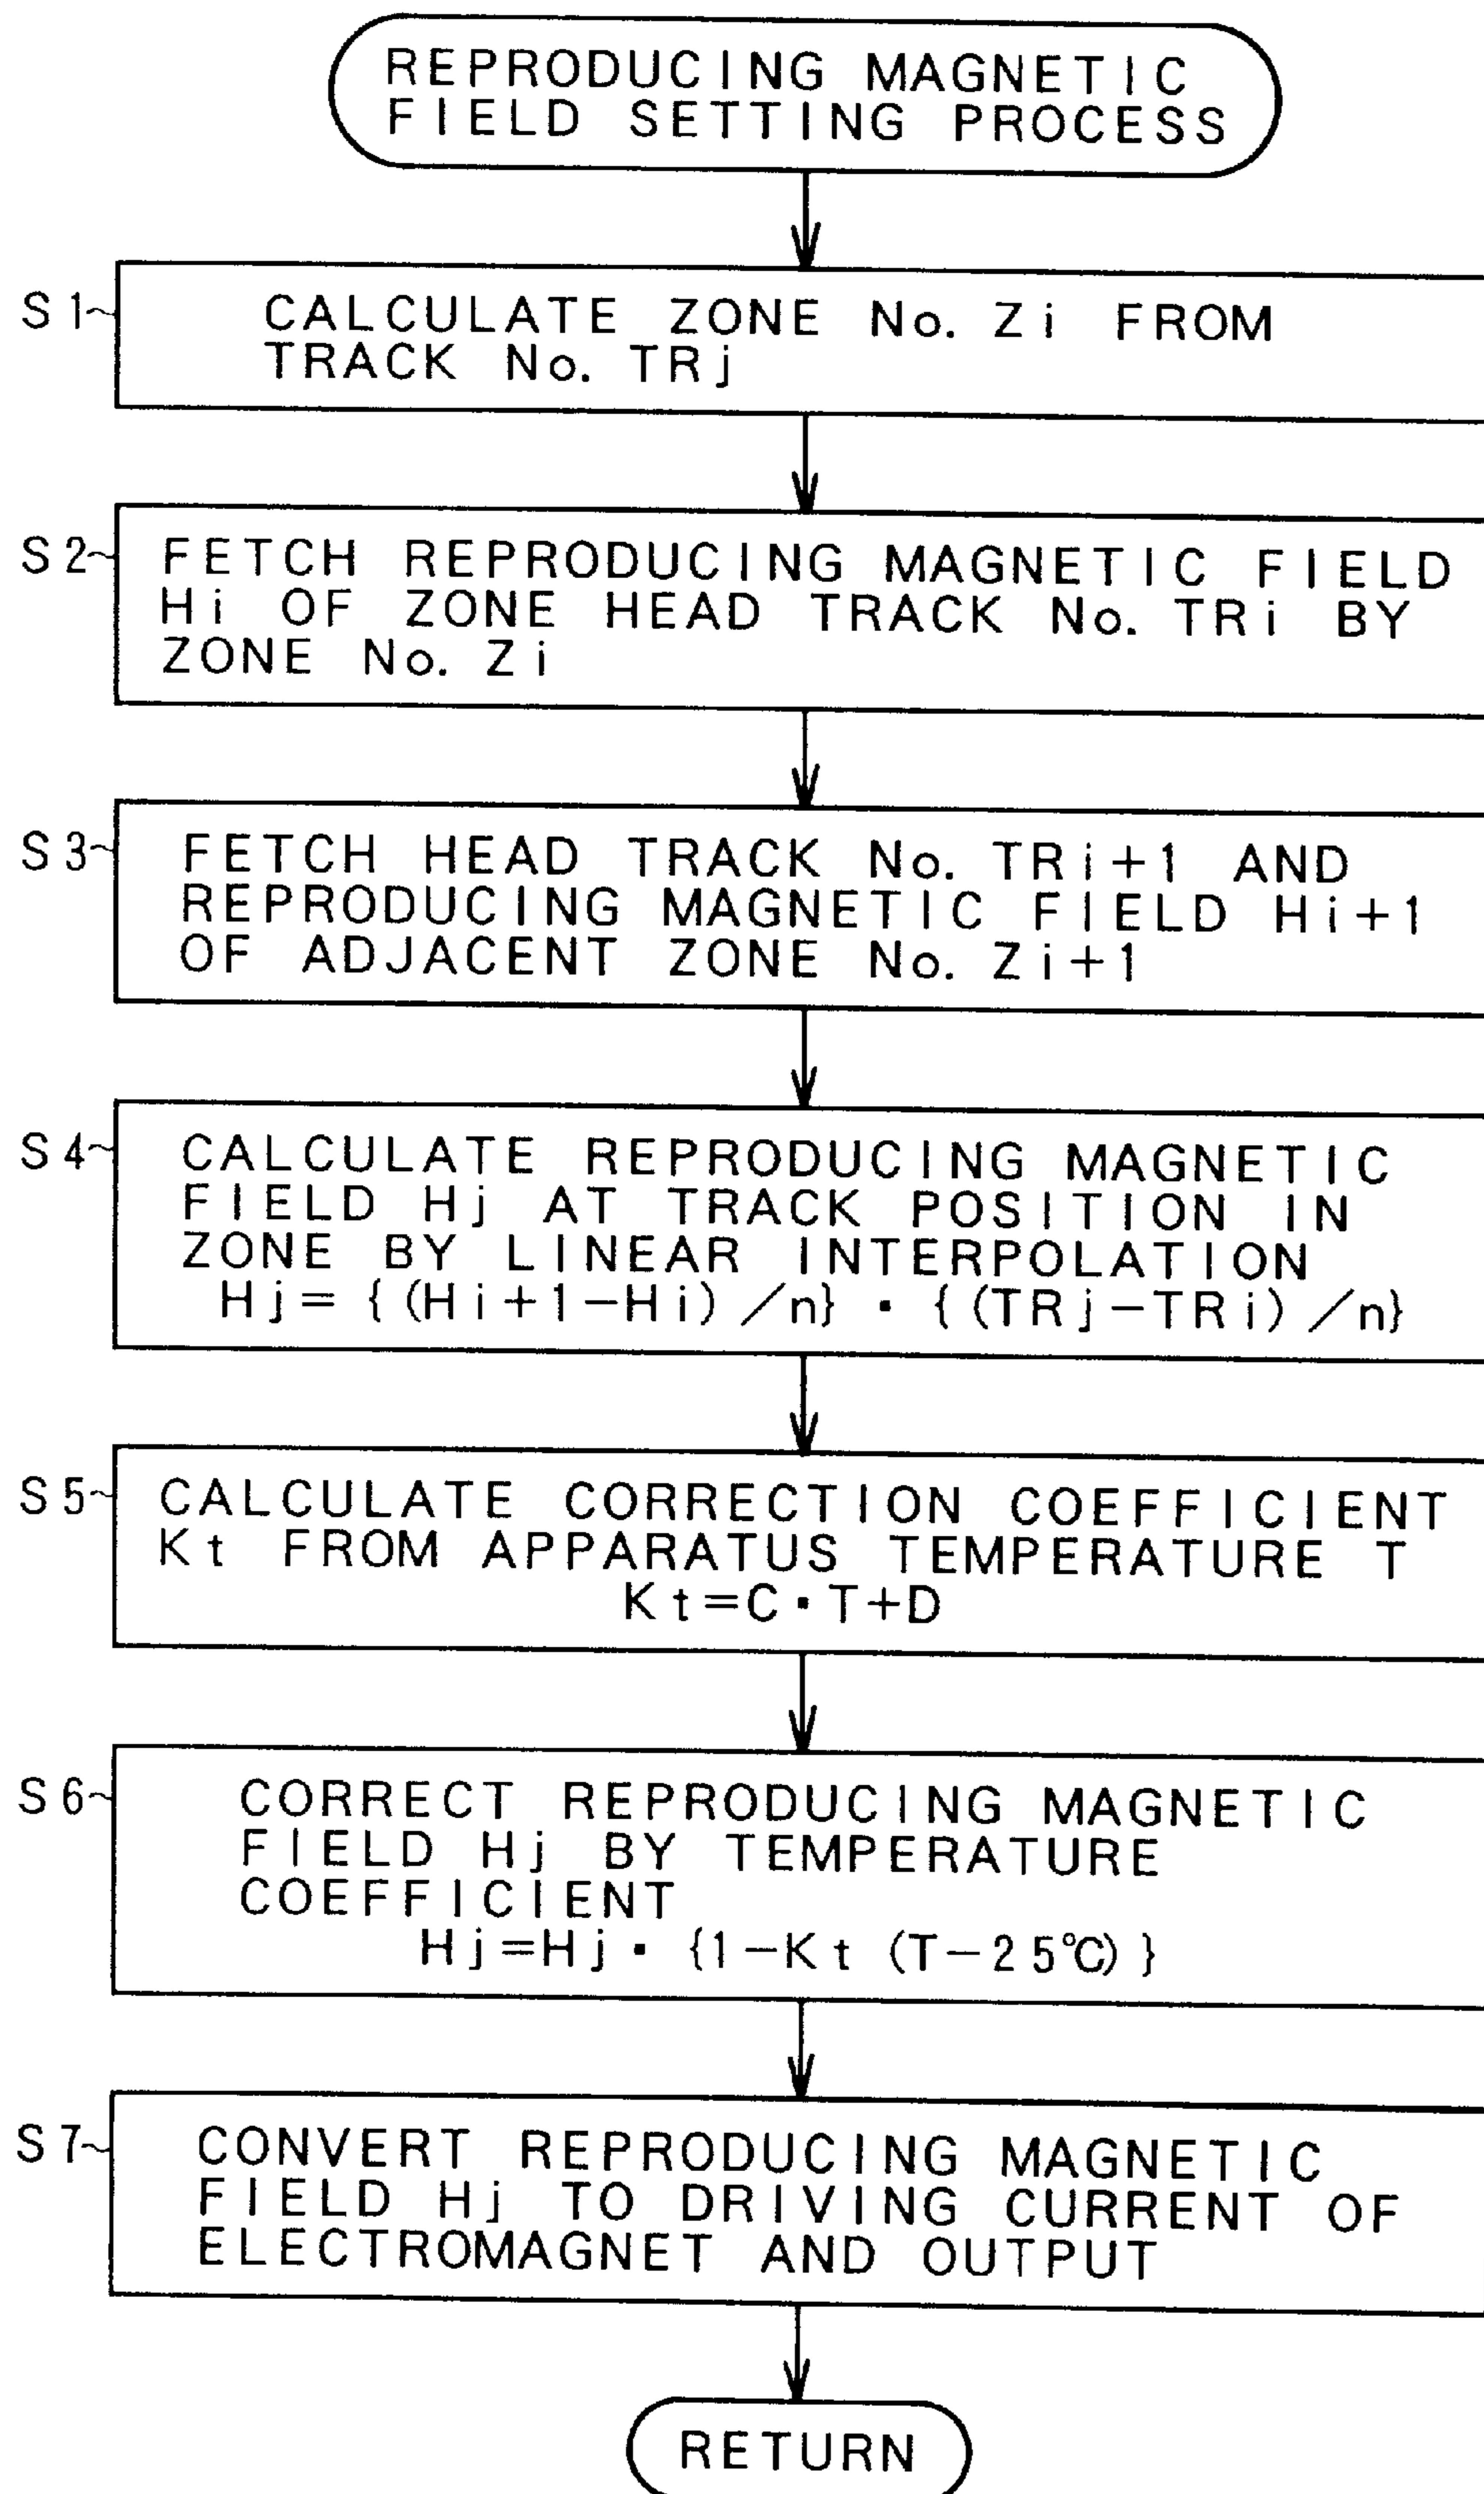 REPRODUCING MAGNETIC
FIELD SETTING PROCESS
S1
CALCULATE ZONE No. Zi FROM
TRACK No. TRj
S2
FETCH REPRODUCING MAGNETIC FIELD
Hi OF ZONE HEAD TRACK No. TRi BY
ZONE No. Zi
S3
FETCH HEAD TRACK No. TRi+1 AND
REPRODUCING MAGNETIC FIELD Hi+1
OF ADJACENT ZONE No. Zi+1
S4
CALCULATE REPRODUCING MAGNETIC
FIELD Hj AT TRACK POSITION IN
ZONE BY LINEAR INTERPOLATION
Hj={(Hi+1-Hi)/n}・{(TRj-TRi)/n}
S5
CALCULATE CORRECTION COEFFICIENT
Kt FROM APPARATUS TEMPERATURE T
Kt=C・T+D
S6
CORRECT REPRODUCING MAGNETIC
FIELD Hj BY TEMPERATURE
COEFFICIENT
Hj=Hj・{1-Kt(T-25℃)}
S7
CONVERT REPRODUCING MAGNETIC
FIELD Hj TO DRIVING CURRENT OF
ELECTROMAGNET AND OUTPUT
RETURN